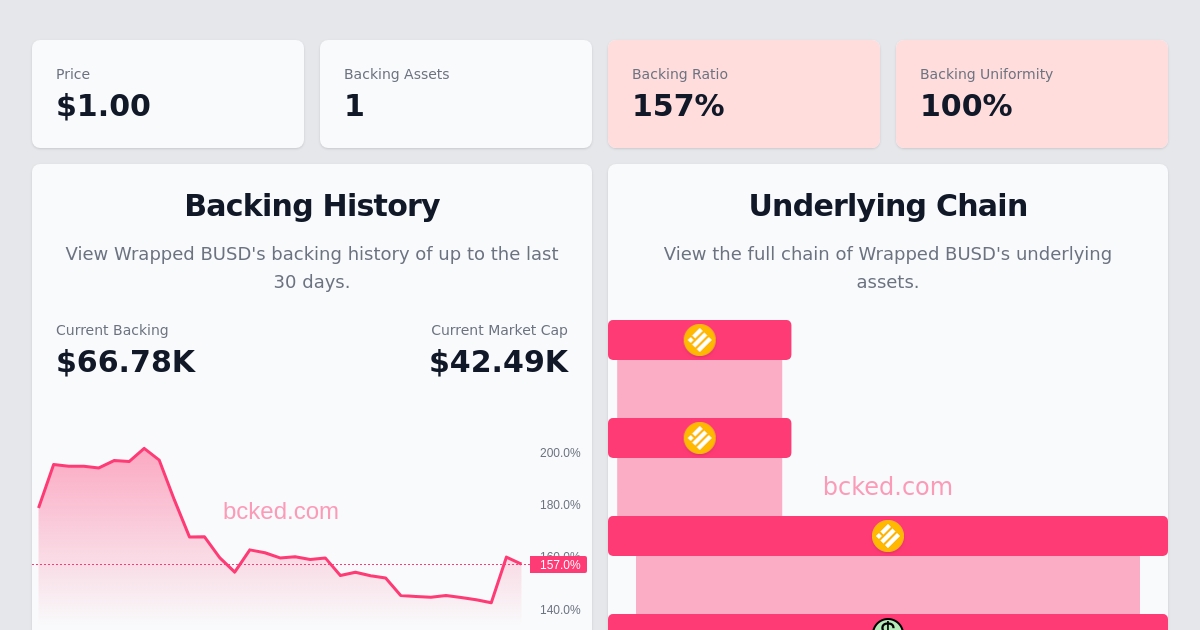 Price
$1.00
Backing Assets
1
Backing Ratio
157%
Backing Uniformity
100%
Backing History
View Wrapped BUSD's backing history of up to the last
30 days.
Current Backing
$66.78K
Current Market Cap
$42.49K
200.0%
180.0%
160.0%
157.0%
140.0%
bcked.com
Underlying Chain
View the full chain of Wrapped BUSD's underlying
assets.
bcked.com
$